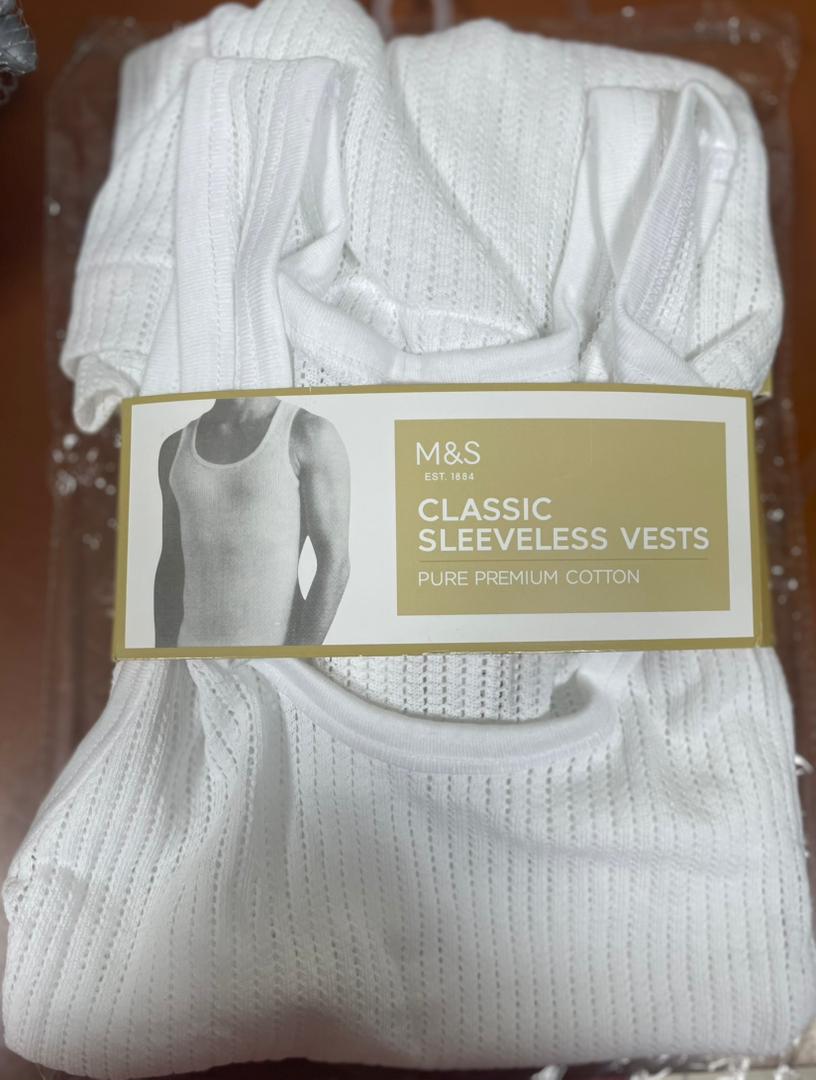 M&S
EST. 1884
CLASSIC
SLEEVELESS VESTS
PURE PREMIUM COTTON